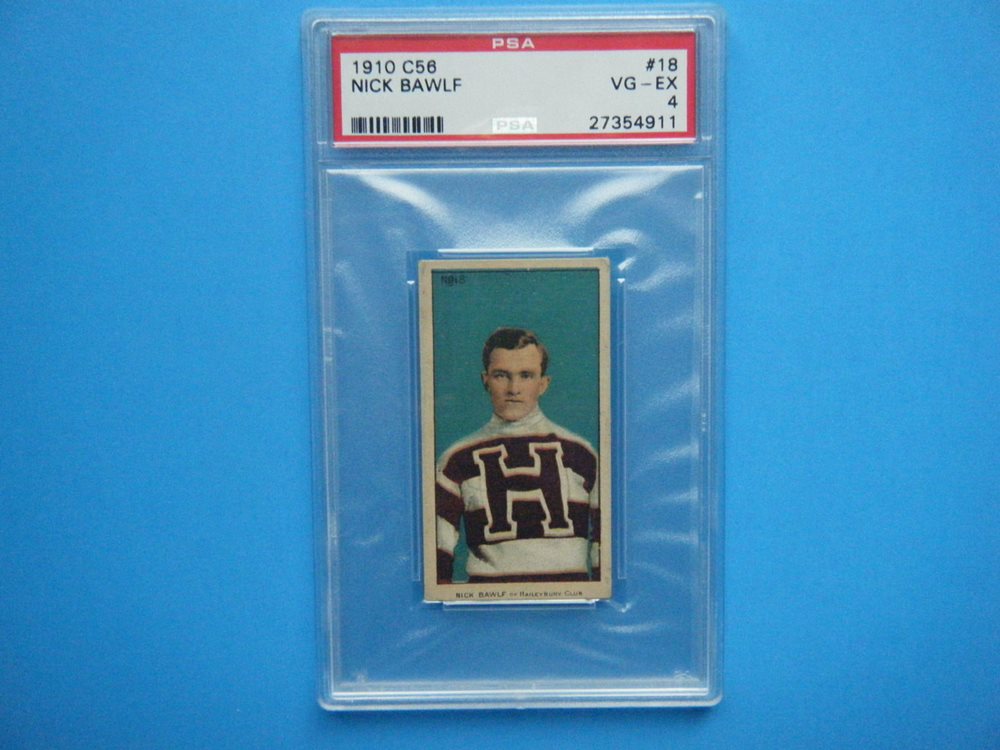 PSA
1910 C56 #18
NICK BAWLF VG-EX
4
PSA 27354911
No 18
H
NICK BAWLF OF HAILEYBURY CLUB